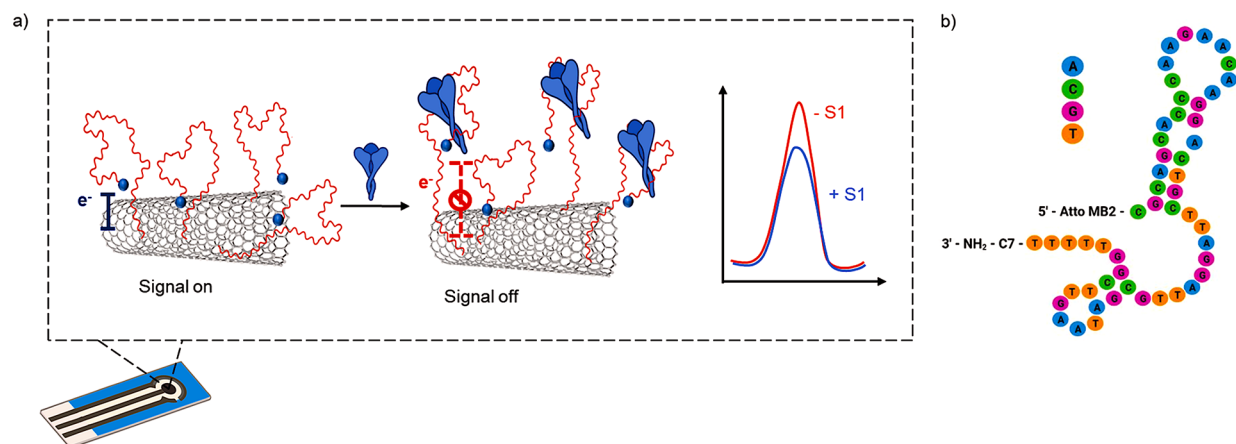 a)
- S1
+ S1
e-
e-
Signal on
Signal off
b)
A
C
G
T
G A
A A
A C
C A
A
C G
A C G
C A
G C
A T
C G
5' - Atto MB2 - C G C T
T
A
3' - NH₂ - C7 - T T T T T
G G
G G
T T C C T T A
G A G C G
A A T